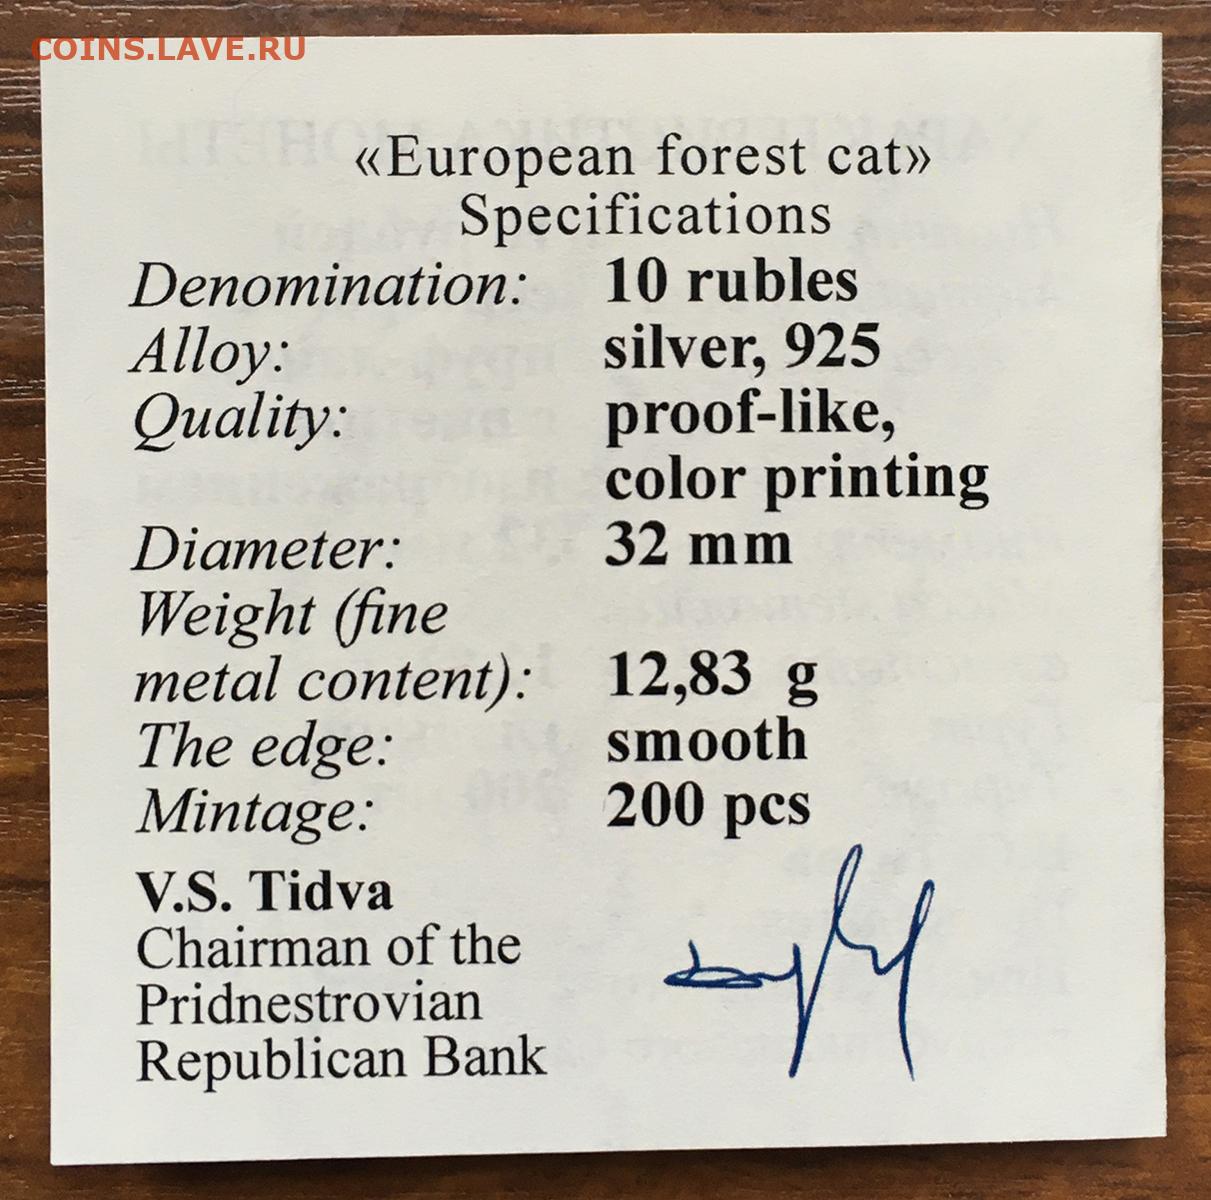 COINS.LAVE.RU
«European forest cat»
Specifications
Denomination: 10 rubles
Alloy: silver, 925
Quality: proof-like,
color printing
Diameter: 32 mm
Weight (fine
metal content): 12,83 g
The edge: smooth
Mintage: 200 pcs
V.S. Tidva
Chairman of the
Pridnestrovian
Republican Bank